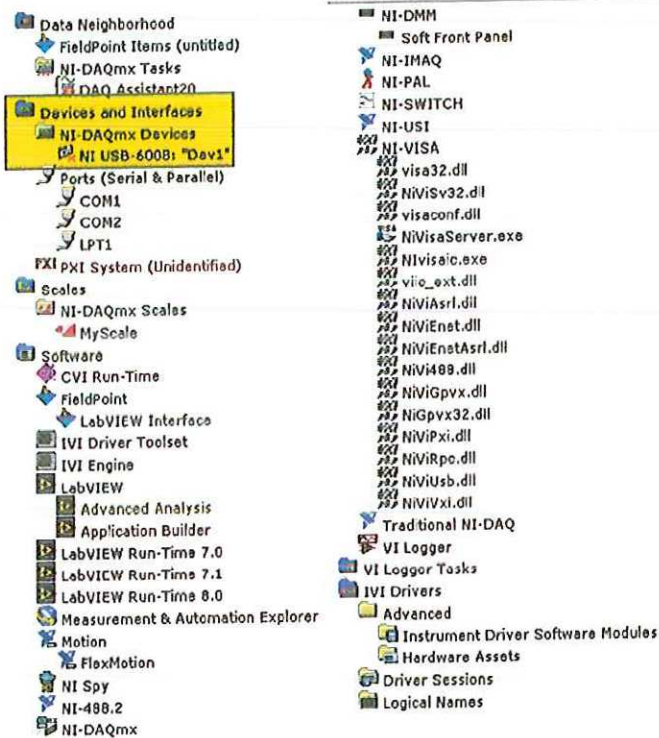 Data Neighborhood
FieldPoint Items (untitled)
NI-DAQmx Tasks
DAQ Assistant20
Devices and Interfaces
NI-DAQmx Devices
NI USB-6008: "Dev1"
Ports (Serial & Parallel)
COM1
COM2
LPT1
PXI PXI System (Unidentified)
Scales
NI-DAQmx Scales
MyScale
Software
CVI Run-Time
FieldPoint
LabVIEW Interface
IVI Driver Toolset
IVI Engine
LabVIEW
Advanced Analysis
Application Builder
LabVIEW Run-Time 7.0
LabVIEW Run-Time 7.1
LabVIEW Run-Time 8.0
Measurement & Automation Explorer
Motion
FlexMotion
NI Spy
NI-488.2
NI-DAQmx
NI-DMM
Soft Front Panel
NI-IMAQ
NI-PAL
NI-SWITCH
NI-USI
NI-VISA
visa32.dll
NiViSv32.dll
visaconf.dll
NiVisaServer.exe
NIvisaic.exe
viio_ext.dll
NiViAsrl.dll
NiViEnet.dll
NiViEnetAsrl.dll
NiVi488.dll
NiViGpvx.dll
NiGpvx32.dll
NiViPxi.dll
NiViRpc.dll
NiViUsb.dll
NiViVxi.dll
Traditional NI-DAQ
VI Logger
VI Logger Tasks
IVI Drivers
Advanced
Instrument Driver Software Modules
Hardware Assets
Driver Sessions
Logical Names